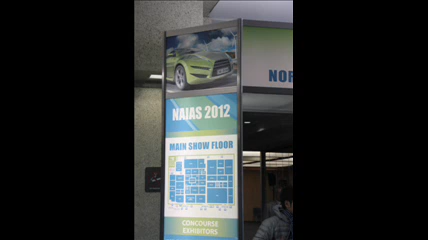 NAIAS 2012
NOR
MAIN SHOW FLOOR
CONCOURSE
EXHIBITORS